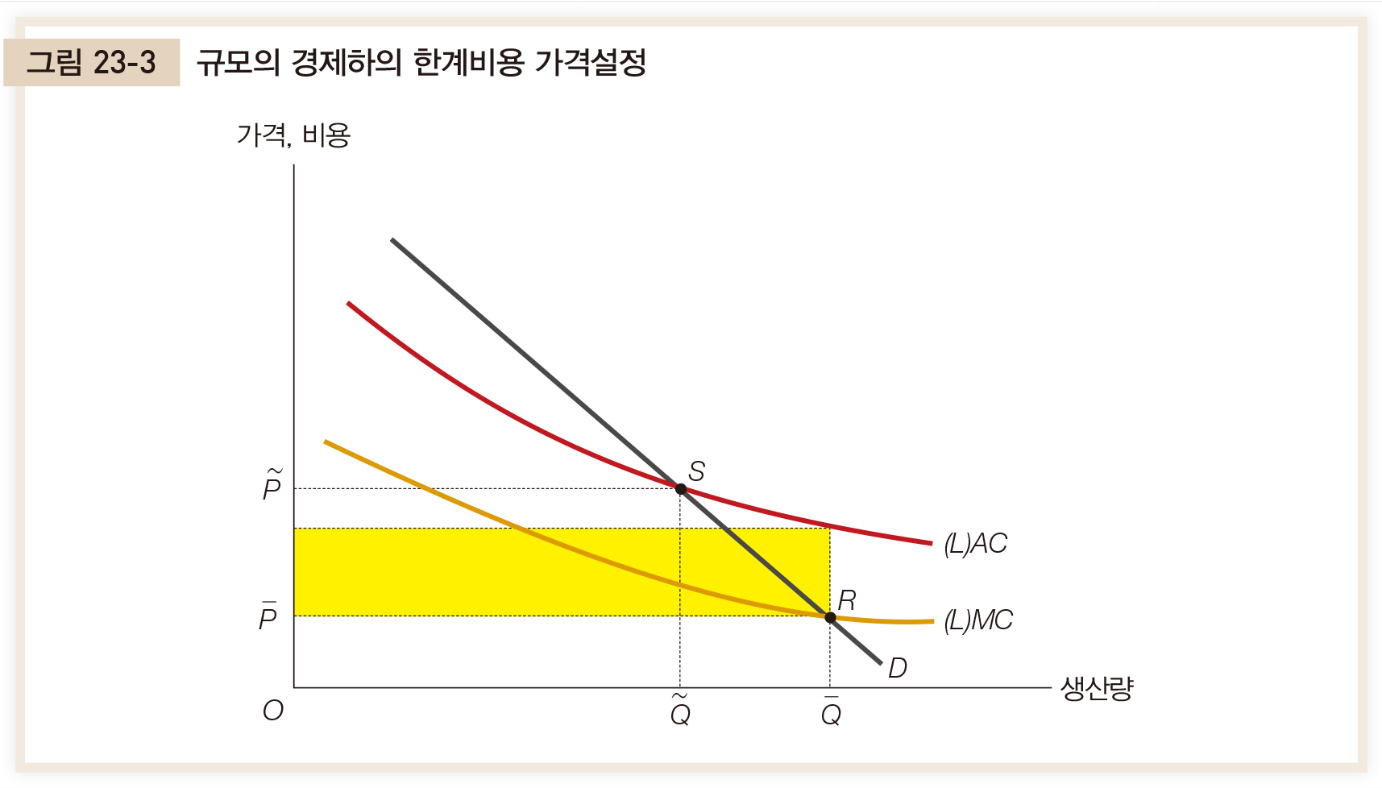 그림 23-3 규모의 경제하의 한계비용 가격설정
가격, 비용
S
P̃
(L)AC
R
P̄
(L)MC
D
생산량
O
Q̃
Q̄